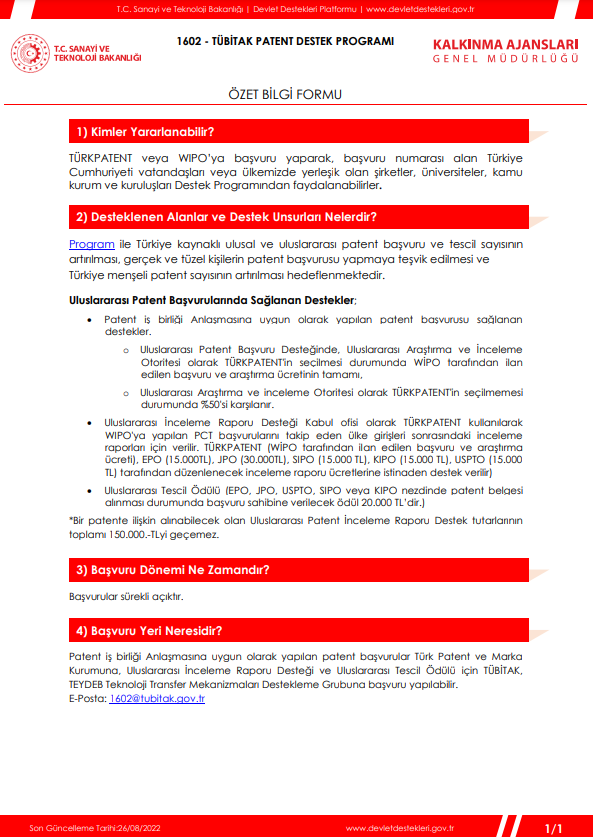 T.C. Sanayi ve Teknoloji Bakanlığı | Devlet Destekleri Platformu | www.devletdestekleri.gov.tr
T.C. SANAYİ VE
TEKNOLOJİ BAKANLIĞI
1602 - TÜBİTAK PATENT DESTEK PROGRAMI
KALKINMA AJANSLARI
GENEL MÜDÜRLÜĞÜ
ÖZET BİLGİ FORMU
1) Kimler Yararlanabilir?
TÜRKPATENT veya WIPO'ya başvuru yaparak, başvuru numarası alan Türkiye
Cumhuriyeti vatandaşları veya ülkemizde yerleşik olan şirketler, üniversiteler, kamu
kurum ve kuruluşları Destek Programından faydalanabilirler.
2) Desteklenen Alanlar ve Destek Unsurları Nelerdir?
Program ile Türkiye kaynaklı ulusal ve uluslararası patent başvuru ve tescil sayısının
artırılması, gerçek ve tüzel kişilerin patent başvurusu yapmaya teşvik edilmesi ve
Türkiye menşeli patent sayısının artırılması hedeflenmektedir.
Uluslararası Patent Başvurularında Sağlanan Destekler;
• Patent iş birliği Anlaşmasına uygun olarak yapılan patent başvurusu sağlanan
destekler.
o Uluslararası Patent Başvuru Desteğinde, Uluslararası Araştırma ve İnceleme
Otoritesi olarak TÜRKPATENT'in seçilmesi durumunda WİPO tarafından ilan
edilen başvuru ve araştırma ücretinin tamamı,
o Uluslararası Araştırma ve inceleme Otoritesi olarak TÜRKPATENT'in seçilmemesi
durumunda %50'si karşılanır.
• Uluslararası İnceleme Raporu Desteği Kabul ofisi olarak TÜRKPATENT kullanılarak
WIPO'ya yapılan PCT başvurularını takip eden ülke girişleri sonrasındaki inceleme
raporları için verilir. TÜRKPATENT (WİPO tarafından ilan edilen başvuru ve araştırma
ücreti), EPO (15.000TL), JPO (30.000TL), SIPO (15.000 TL), KIPO (15.000 TL), USPTO (15.000
TL) tarafından düzenlenecek inceleme raporu ücretlerine istinaden destek verilir)
• Uluslararası Tescil Ödülü (EPO, JPO, USPTO, SIPO veya KIPO nezdinde patent belgesi
alınması durumunda başvuru sahibine verilecek ödül 20.000 TL'dir.)
*Bir patente ilişkin alınabilecek olan Uluslararası Patent İnceleme Raporu Destek tutarlarının
toplamı 150.000.-TLyi geçemez.
3) Başvuru Dönemi Ne Zamandır?
Başvurular sürekli açıktır.
4) Başvuru Yeri Neresidir?
Patent iş birliği Anlaşmasına uygun olarak yapılan patent başvurular Türk Patent ve Marka
Kurumuna, Uluslararası İnceleme Raporu Desteği ve Uluslararası Tescil Ödülü için TÜBİTAK,
TEYDEB Teknoloji Transfer Mekanizmaları Destekleme Grubuna başvuru yapılabilir.
E-Posta: 1602@tubitak.gov.tr
Son Güncelleme Tarihi:26/08/2022
www.devletdestekleri.gov.tr
1/1